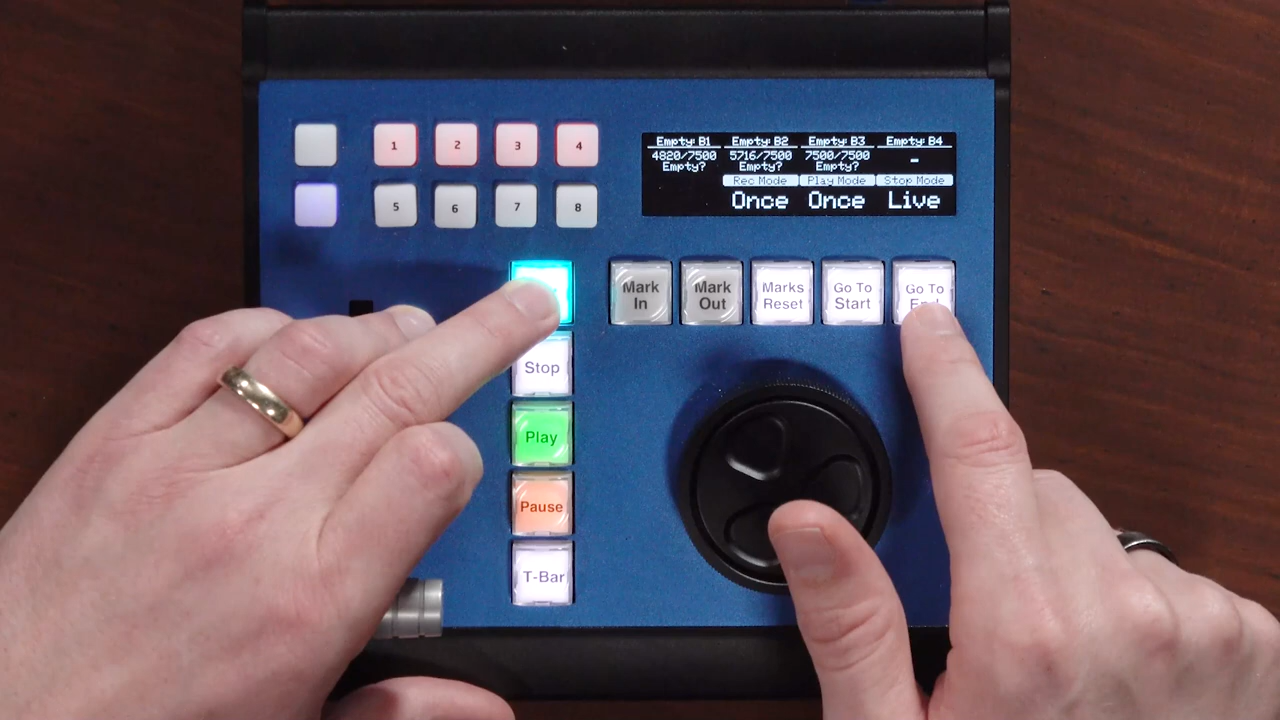 1 2 3 4
5 6 7 8
Empty: B1 Empty: B2 Empty: B3 Empty: B4
4820/7500 5716/7500 7500/7500 -
Empty? Empty? Empty?
Rec Mode Play Mode Stop Mode
Once Once Live
Mark In
Mark Out
Marks Reset
Go To Start
Go To
Stop
Play
Pause
T-Bar